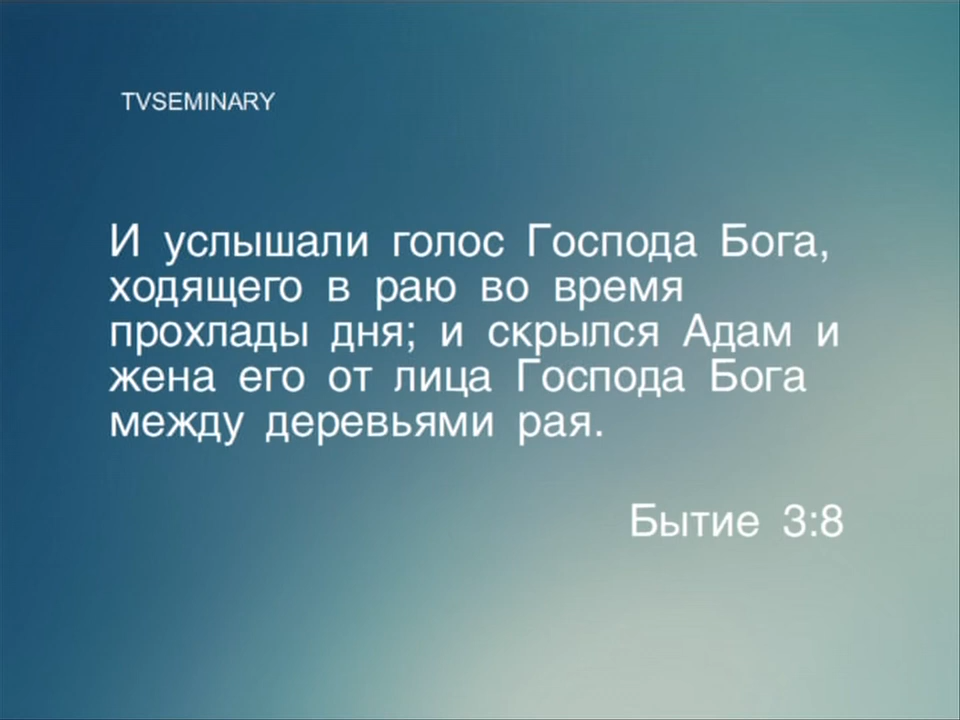 TVSEMINARY
И услышали голос Господа Бога,
ходящего в раю во время
прохлады дня; и скрылся Адам и
жена его от лица Господа Бога
между деревьями рая.
Бытие 3:8